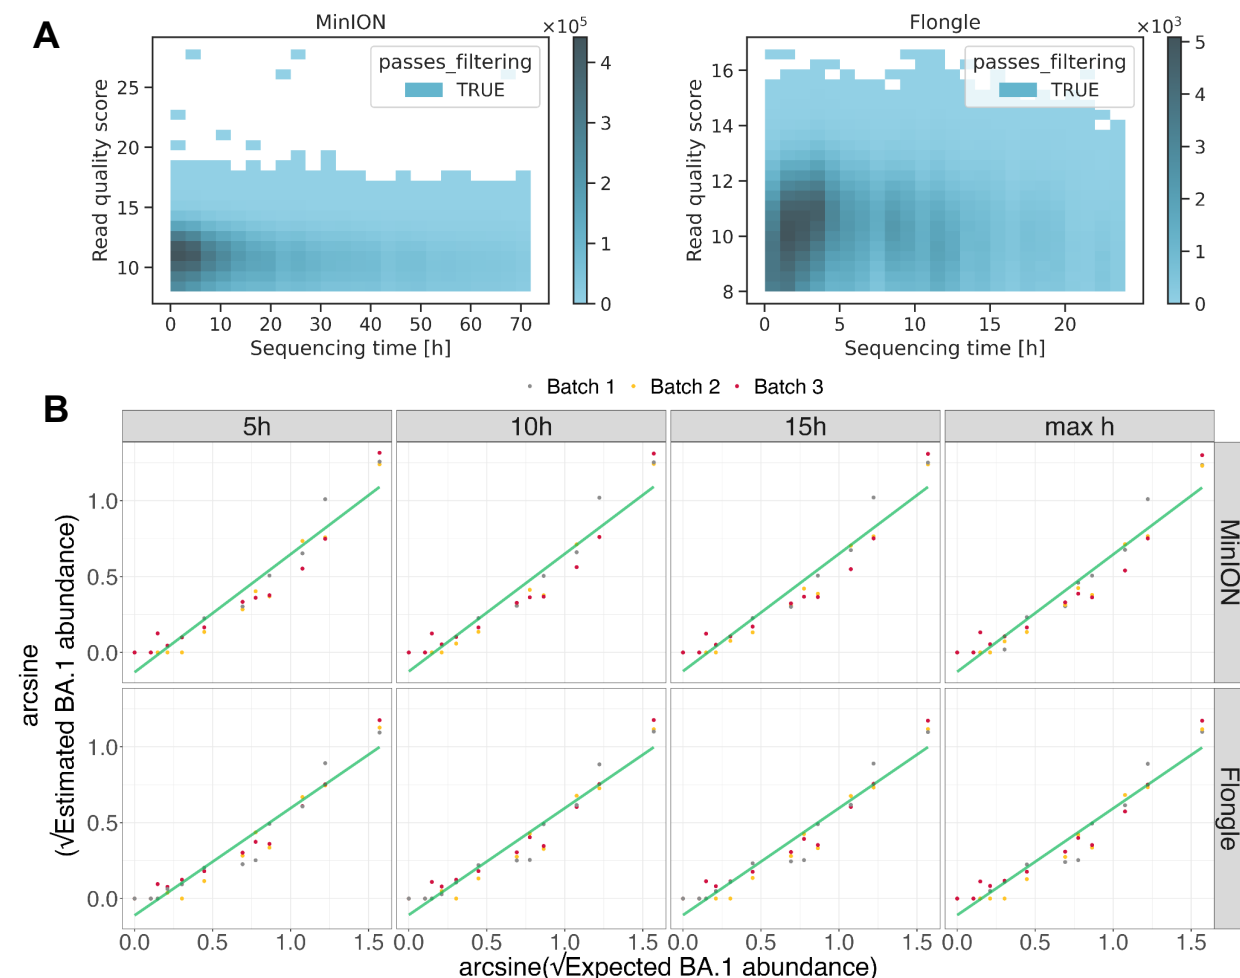 A
MinION
×10⁵
Read quality score
25
20
15
10
passes_filtering
TRUE
4
3
2
1
0
0 10 20 30 40 50 60 70
Sequencing time [h]
Flongle
×10³
Read quality score
16
14
12
10
8
passes_filtering
TRUE
5
4
3
2
1
0
0 5 10 15 20
Sequencing time [h]
B
Batch 1 Batch 2 Batch 3
5h 10h 15h max h
arcsine
(√Estimated BA.1 abundance)
1.0
0.5
0.0
MinION
1.0
0.5
0.0
Flongle
0.0 0.5 1.0 1.5 0.0 0.5 1.0 1.5 0.0 0.5 1.0 1.5 0.0 0.5 1.0 1.5
arcsine(√Expected BA.1 abundance)